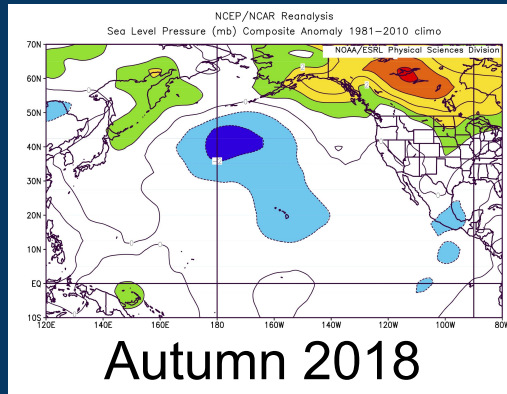 NCEP/NCAR Reanalysis
Sea Level Pressure (mb) Composite Anomaly 1981-2010 climo
NOAA/ESRL Physical Sciences Division
70N
60N
50N
40N
30N
20N
10N
EQ
10S
120E 140E 160E 180 160W 140W 120W 100W 80W
Autumn 2018